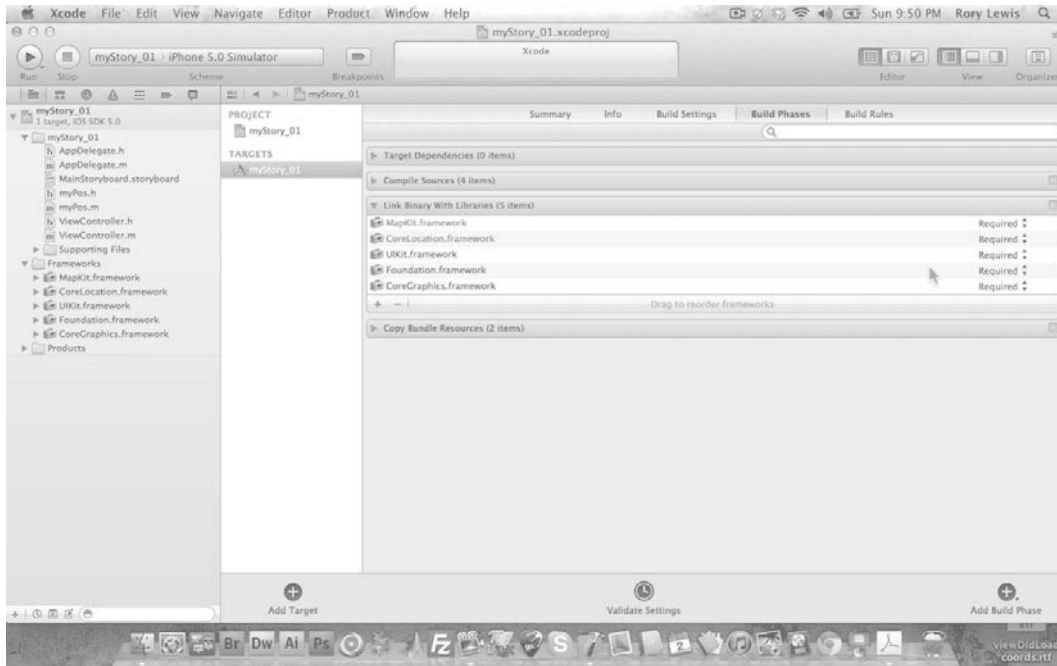 Xcode File Edit View Navigate Editor Product Window Help Sun 9:50 PM Rory Lewis
myStory_01.xcodeproj
myStory_01 iPhone 5.0 Simulator
Xcode
Run Stop Scheme Breakpoints Editor View Organizer
myStory_01
myStory_01
1 target, iOS SDK 5.0
myStory_01
AppDelegate.h
AppDelegate.m
MainStoryboard.storyboard
myPos.h
myPos.m
ViewController.h
ViewController.m
Supporting Files
Frameworks
MapKit.framework
CoreLocation.framework
UIKit.framework
Foundation.framework
CoreGraphics.framework
Products
PROJECT
myStory_01
TARGETS
myStory_01
Summary Info Build Settings Build Phases Build Rules
Target Dependencies (0 items)
Compile Sources (4 items)
Link Binary With Libraries (5 items)
MapKit.framework Required
CoreLocation.framework Required
UIKit.framework Required
Foundation.framework Required
CoreGraphics.framework Required
Drag to reorder frameworks
Copy Bundle Resources (2 items)
Add Target Validate Settings Add Build Phase
Br Dw Ai Ps
viewDidLoa
coords.rtf